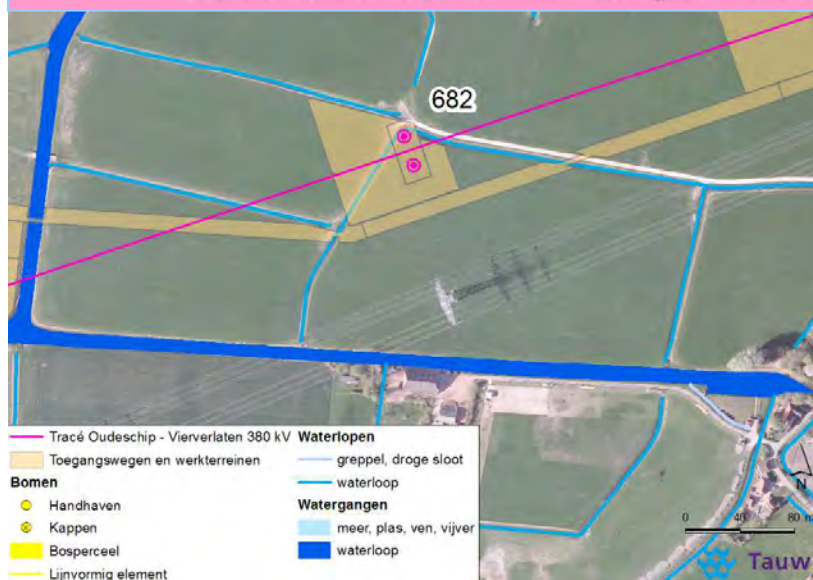 682
Tracé Oudeschip - Vierverlaten 380 kV
Toegangswegen en werkterreinen
Bomen
Handhaven
Kappen
Bosperceel
Lijnvormig element
Waterlopen
greppel, droge sloot
waterloop
Watergangen
meer, plas, ven, vijver
waterloop
N
0 40 80 m
Tauw